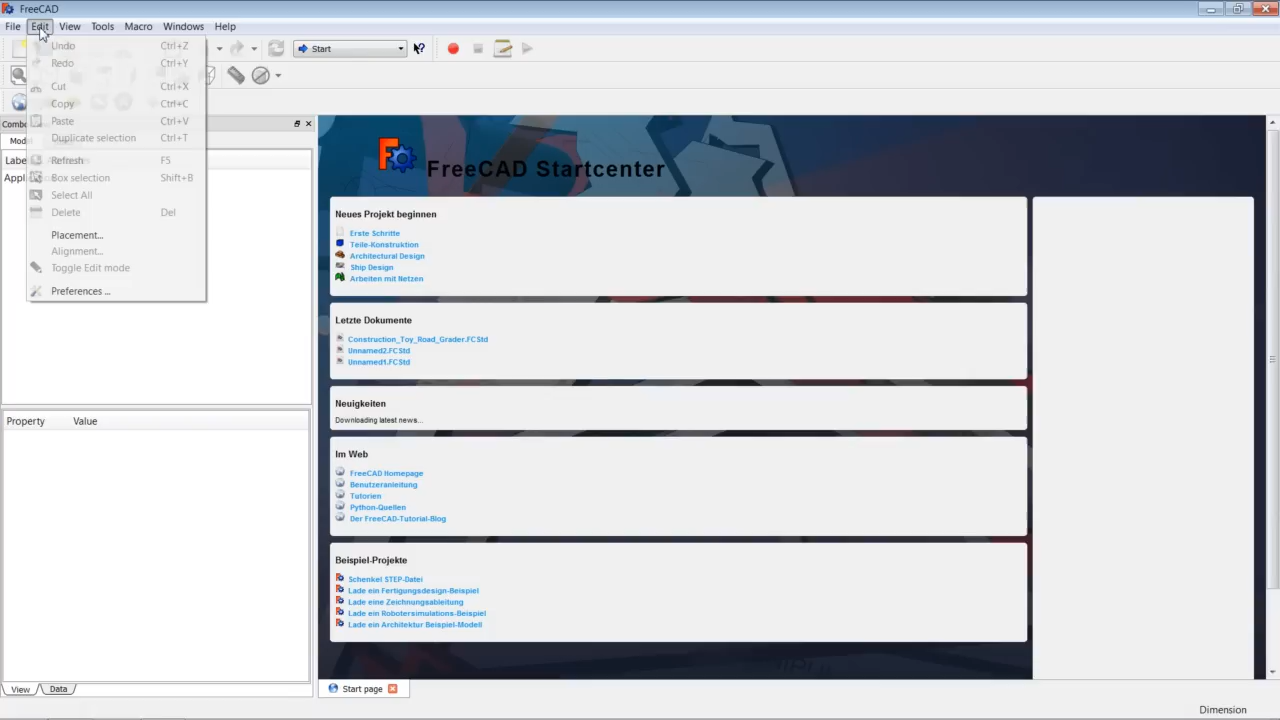 FreeCAD
File Edit View Tools Macro Windows Help
Start
Undo Ctrl+Z
Redo Ctrl+Y
Cut Ctrl+X
Copy Ctrl+C
Paste Ctrl+V
Duplicate selection Ctrl+T
Refresh F5
Box selection Shift+B
Select All
Delete Del
Placement...
Alignment...
Toggle Edit mode
Preferences ...
Property Value
View Data
FreeCAD Startcenter
Neues Projekt beginnen
Erste Schritte
Teile-Konstruktion
Architectural Design
Ship Design
Arbeiten mit Netzen
Letzte Dokumente
Construction_Toy_Road_Grader.FCStd
Unnamed2.FCStd
Unnamed1.FCStd
Neuigkeiten
Downloading latest news...
Im Web
FreeCAD Homepage
Benutzeranleitung
Tutorien
Python-Quellen
Der FreeCAD-Tutorial-Blog
Beispiel-Projekte
Schenkel STEP-Datei
Lade ein Fertigungsdesign-Beispiel
Lade eine Zeichnungsableitung
Lade ein Robotersimulations-Beispiel
Lade ein Architektur Beispiel-Modell
Start page
Dimension